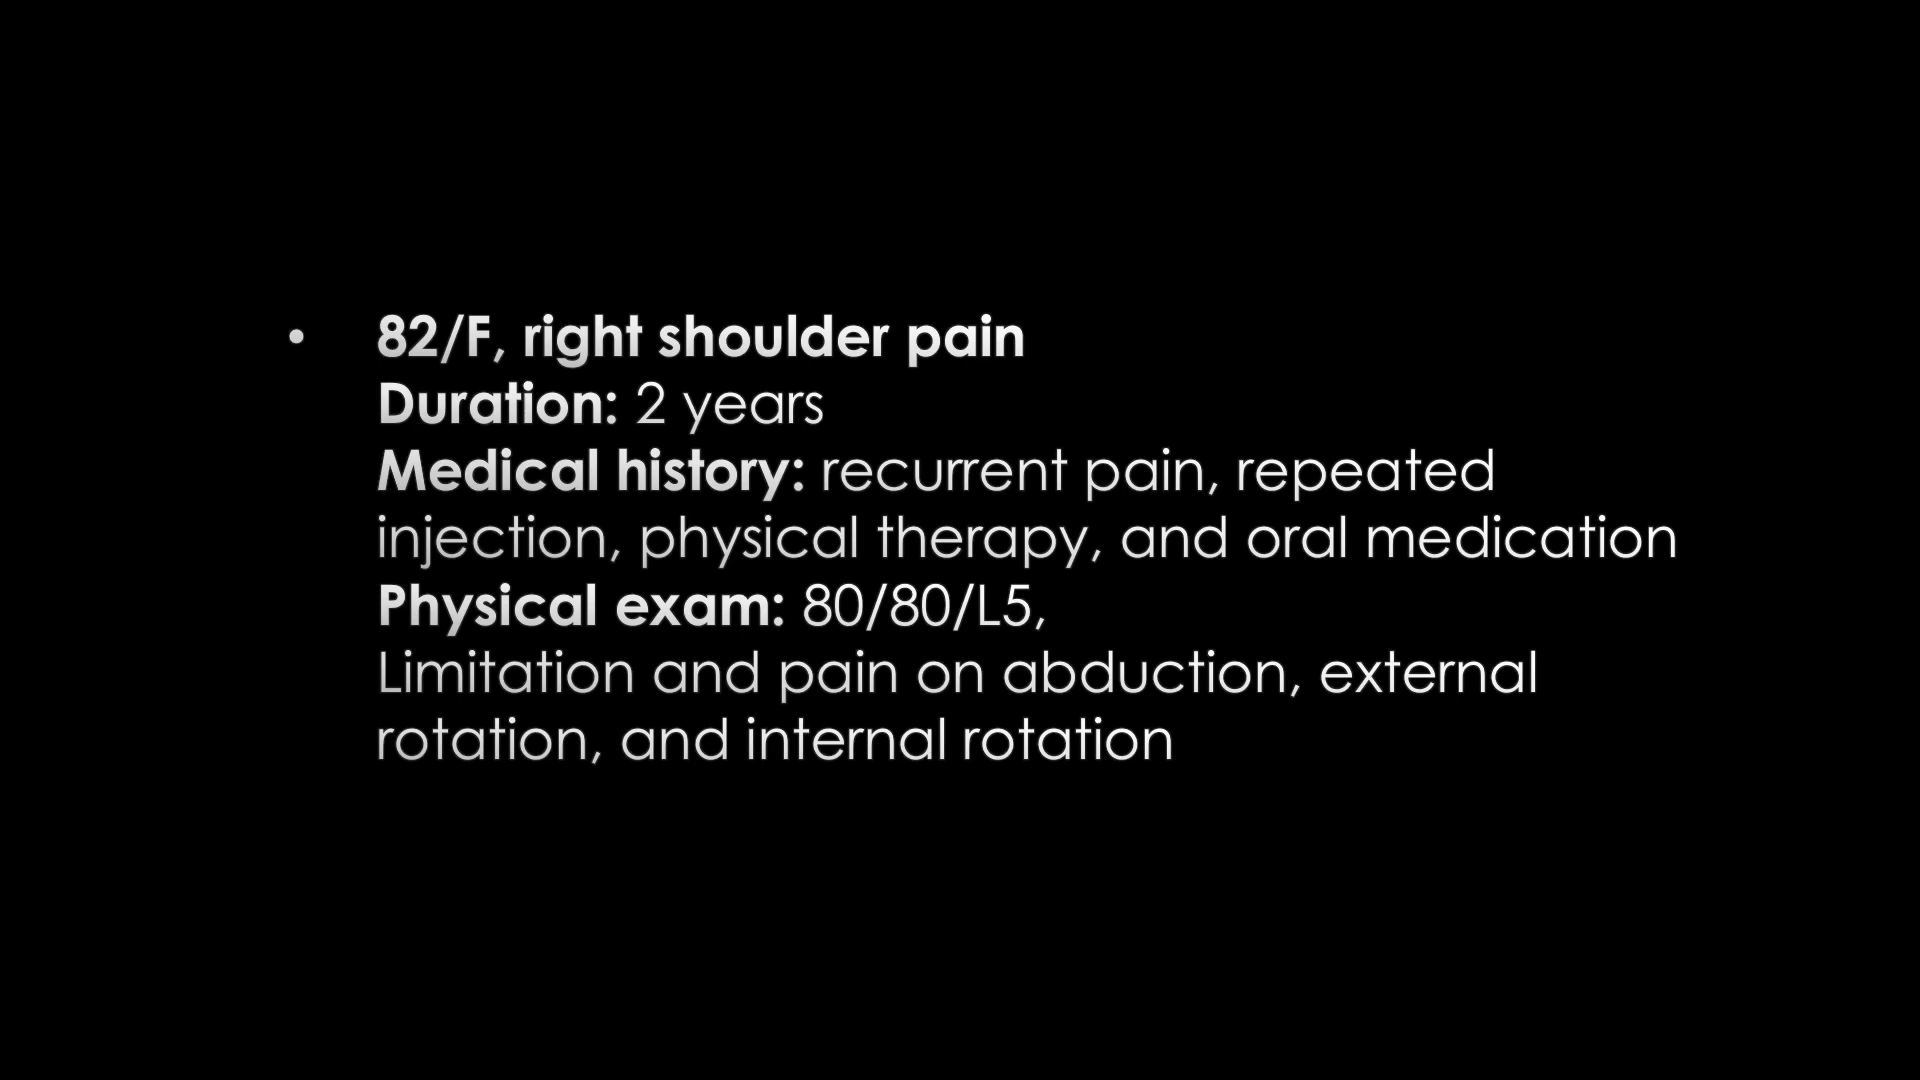 • 82/F, right shoulder pain
Duration: 2 years
Medical history: recurrent pain, repeated
injection, physical therapy, and oral medication
Physical exam: 80/80/L5,
Limitation and pain on abduction, external
rotation, and internal rotation